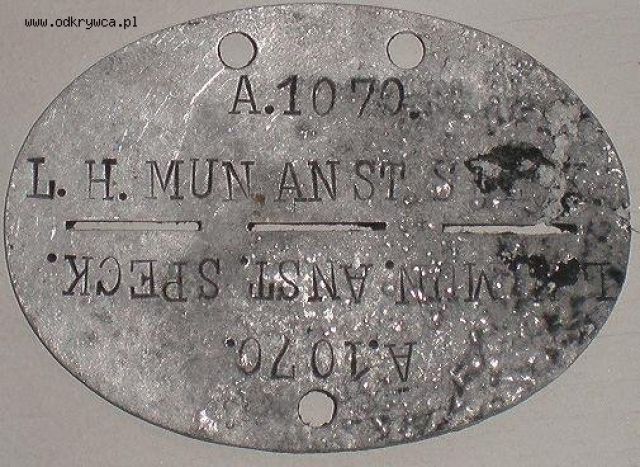 www.odkrywca.pl
A.1070.
L. H. MUN. ANST.
MUN. ANST. SPECK.
A.1070.